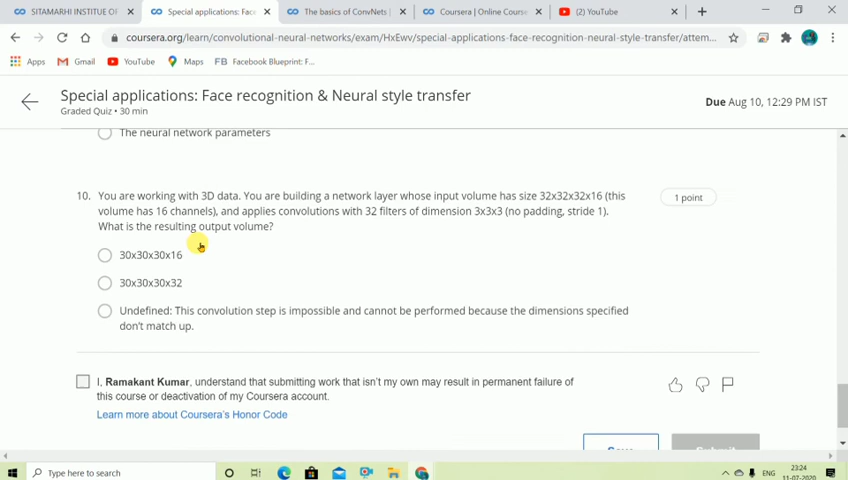 SITAMARHI INSTITUE OF
Special applications: Face
The basics of ConvNets |
Coursera | Online Course
(2) YouTube
coursera.org/learn/convolutional-neural-networks/exam/HxEwv/special-applications-face-recognition-neural-style-transfer/attem...
Apps
Gmail
YouTube
Maps
FB Facebook Blueprint: F...
Special applications: Face recognition & Neural style transfer
Graded Quiz • 30 min
Due Aug 10, 12:29 PM IST
The neural network parameters
10. You are working with 3D data. You are building a network layer whose input volume has size 32x32x32x16 (this
volume has 16 channels), and applies convolutions with 32 filters of dimension 3x3x3 (no padding, stride 1).
What is the resulting output volume?
1 point
30x30x30x16
30x30x30x32
Undefined: This convolution step is impossible and cannot be performed because the dimensions specified
don't match up.
I, Ramakant Kumar, understand that submitting work that isn't my own may result in permanent failure of
this course or deactivation of my Coursera account.
Learn more about Coursera's Honor Code
Type here to search
ENG
23:24
11-07-2020